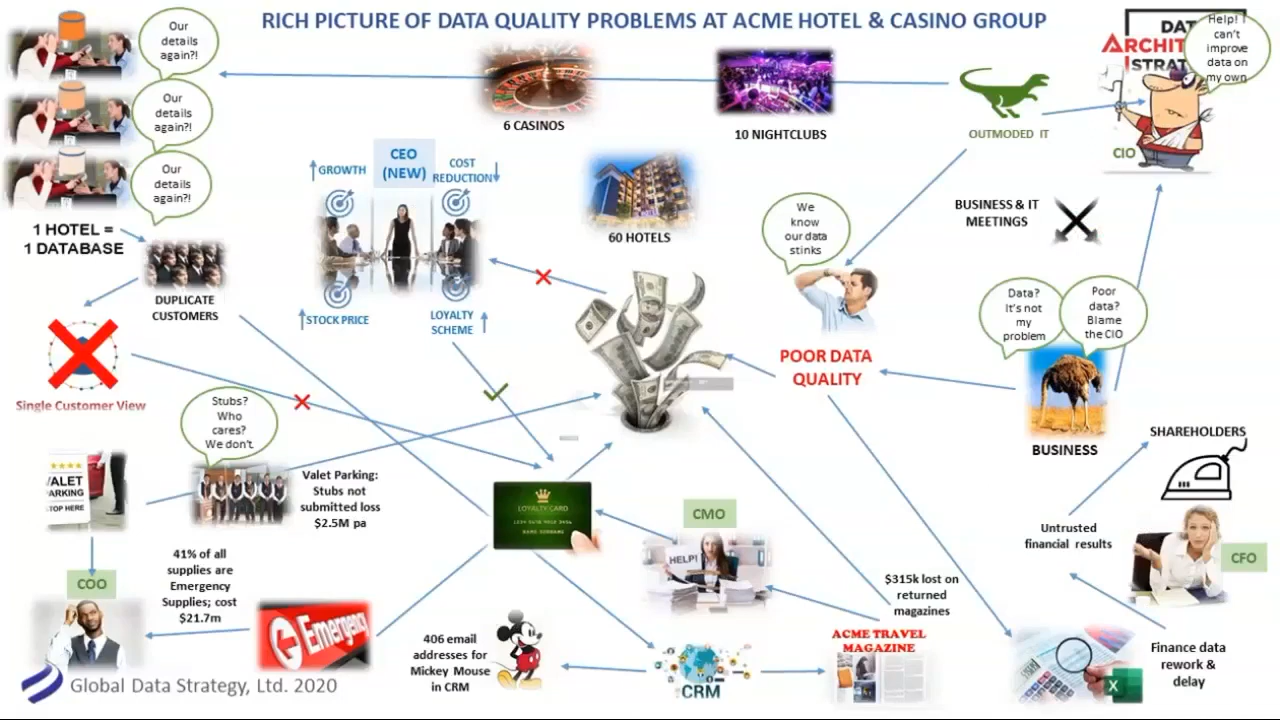 RICH PICTURE OF DATA QUALITY PROBLEMS AT ACME HOTEL & CASINO GROUP
Our
details
again?!
Our
details
again?!
Our
details
again?!
1 HOTEL =
1 DATABASE
DUPLICATE
CUSTOMERS
Single Customer View
GROWTH
CEO
(NEW)
COST
REDUCTION
STOCK PRICE
LOYALTY
SCHEME
6 CASINOS
10 NIGHTCLUBS
60 HOTELS
OUTMODED IT
DAT
ARCHIT
STRAT
Help! I
can't
improve
data on
my own
CIO
BUSINESS & IT
MEETINGS
We
know
our data
stinks
POOR DATA
QUALITY
Data?
It's not
my
problem
Poor
data?
Blame
the CIO
BUSINESS
SHAREHOLDERS
Untrusted
financial results
CFO
Finance data
rework &
delay
Stubs?
Who
cares?
We don't
VALET
PARKING
STOP HERE
Valet Parking:
Stubs not
submitted loss
$2.5M pa
COO
41% of all
supplies are
Emergency
Supplies; cost
$21.7m
Emergency
LOYALTY CARD
CMO
HELP!
406 email
addresses for
Mickey Mouse
in CRM
CRM
$315k lost on
returned
magazines
ACME TRAVEL
MAGAZINE
X
Global Data Strategy, Ltd. 2020